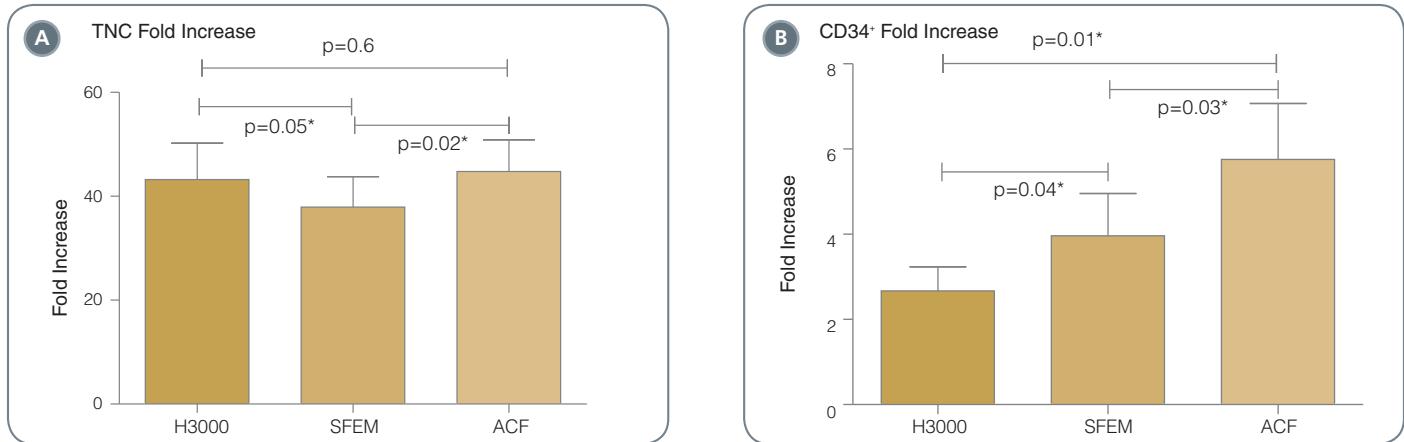 A
TNC Fold Increase
p=0.6
p=0.05*
p=0.02*
60
40
20
0
Fold Increase
H3000
SFEM
ACF
B
CD34⁺ Fold Increase
p=0.01*
p=0.03*
p=0.04*
8
6
4
2
0
Fold Increase
H3000
SFEM
ACF